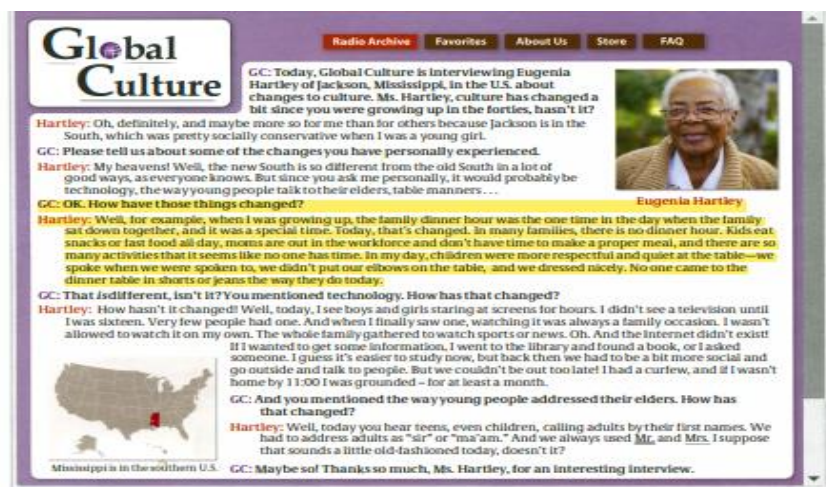 Global
Culture
Radio Archive
Favorites
About Us
Store
FAQ
GC: Today, Global Culture is interviewing Eugenia
Hartley of Jackson, Mississippi, in the U.S. about
changes to culture. Ms. Hartley, culture has changed a
bit since you were growing up in the forties, hasn't it?
Hartley: Oh, definitely, and maybe more so for me than for others because Jackson is in the
South, which was pretty socially conservative when I was a young girl.
GC: Please tell us about some of the changes you have personally experienced.
Hartley: My heavens! Well, the new South is so different from the old South in a lot of
good ways, as everyone knows. But since you ask me personally, it would probably be
technology, the way young people talk to their elders, table manners ...
Eugenia Hartley
GC: OK. How have those things changed?
Hartley: Well, for example, when I was growing up, the family dinner hour was the one time in the day when the family
sat down together, and it was a special time. Today, that's changed. In many families, there is no dinner hour. Kids eat
snacks or fast food all day, moms are out in the workforce and don't have time to make a proper meal, and there are so
many activities that it seems like no one has time. In my day, children were more respectful and quiet at the table—we
spoke when we were spoken to, we didn't put our elbows on the table, and we dressed nicely. No one came to the
dinner table in shorts or jeans the way they do today.
GC: That is different, isn't it? You mentioned technology. How has that changed?
Hartley: How hasn't it changed!! Well, today, I see boys and girls staring at screens for hours. I didn't see a television until
I was sixteen. Very few people had one. And when I finally saw one, watching it was always a family occasion. I wasn't
allowed to watch it on my own. The whole family gathered to watch sports or news. Oh. And the Internet didn't exist!
If I wanted to get some information, I went to the library and found a book, or I asked
someone. I guess it's easier to study now, but back then we had to be a bit more social and
go outside and talk to people. But we couldn't be out too late! I had a curfew, and if I wasn't
home by 11:00 I was grounded – for at least a month.
GC: And you mentioned the way young people addressed their elders. How has
that changed?
Hartley: Well, today you hear teens, even children, calling adults by their first names. We
had to address adults as "sir" or "ma'am." And we always used Mr. and Mrs. I suppose
that sounds a little old-fashioned today, doesn't it?
GC: Maybe so! Thanks so much, Ms. Hartley, for an interesting interview.
Mississippi is in the southern U.S.